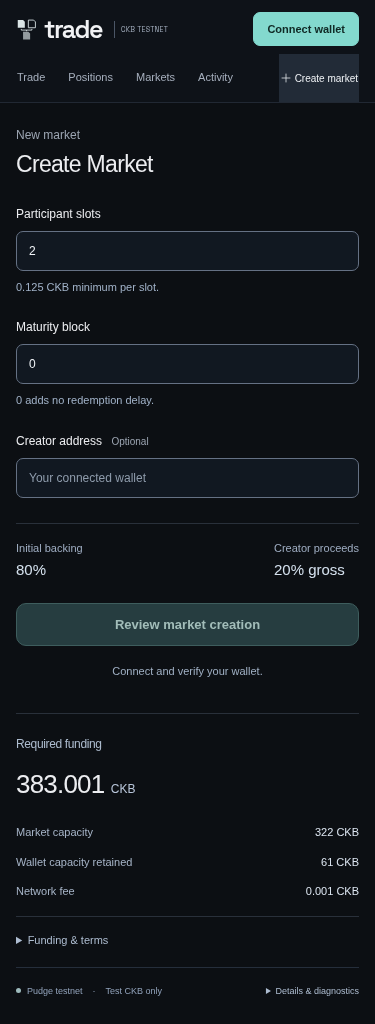 trade CKB TESTNET Connect wallet
Trade Positions Markets Activity + Create market
New market
Create Market
Participant slots
2
0.125 CKB minimum per slot.
Maturity block
0
0 adds no redemption delay.
Creator address Optional
Your connected wallet
Initial backing Creator proceeds
80% 20% gross
Review market creation
Connect and verify your wallet.
Required funding
383.001 CKB
Market capacity 322 CKB
Wallet capacity retained 61 CKB
Network fee 0.001 CKB
Funding & terms
Pudge testnet · Test CKB only Details & diagnostics